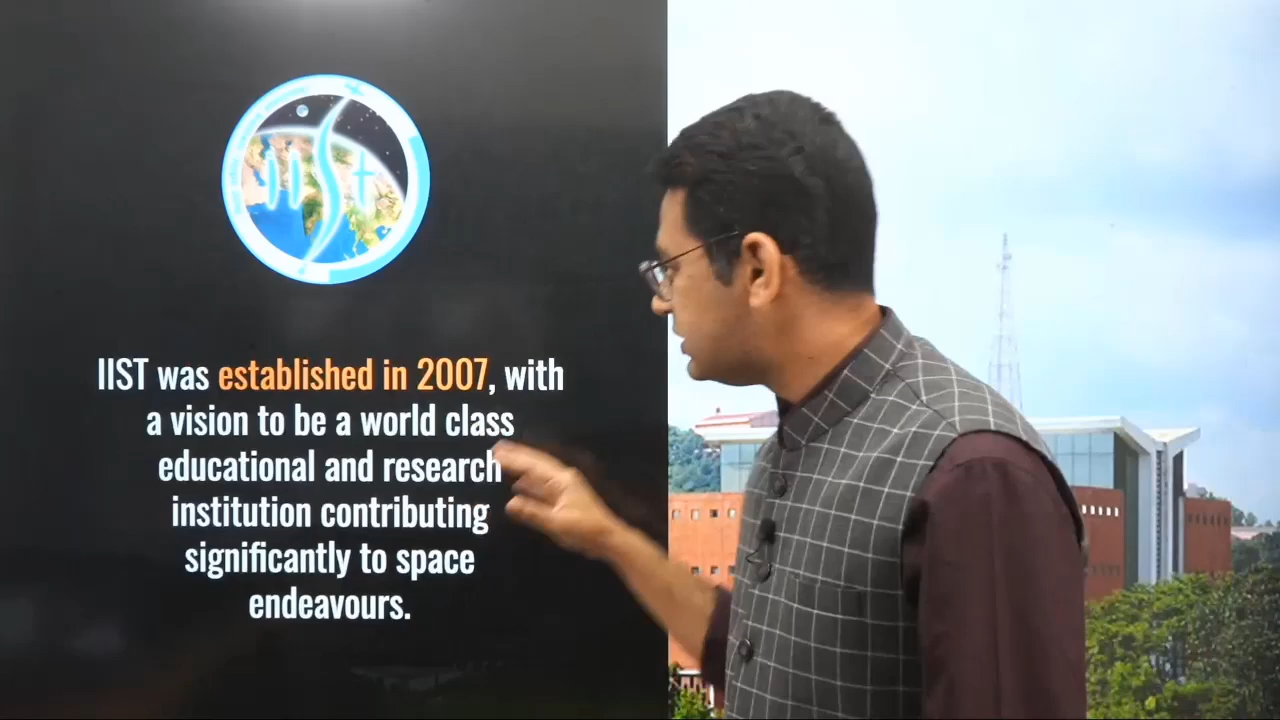 iist
IIST was established in 2007, with
a vision to be a world class
educational and research
institution contributing
significantly to space
endeavours.